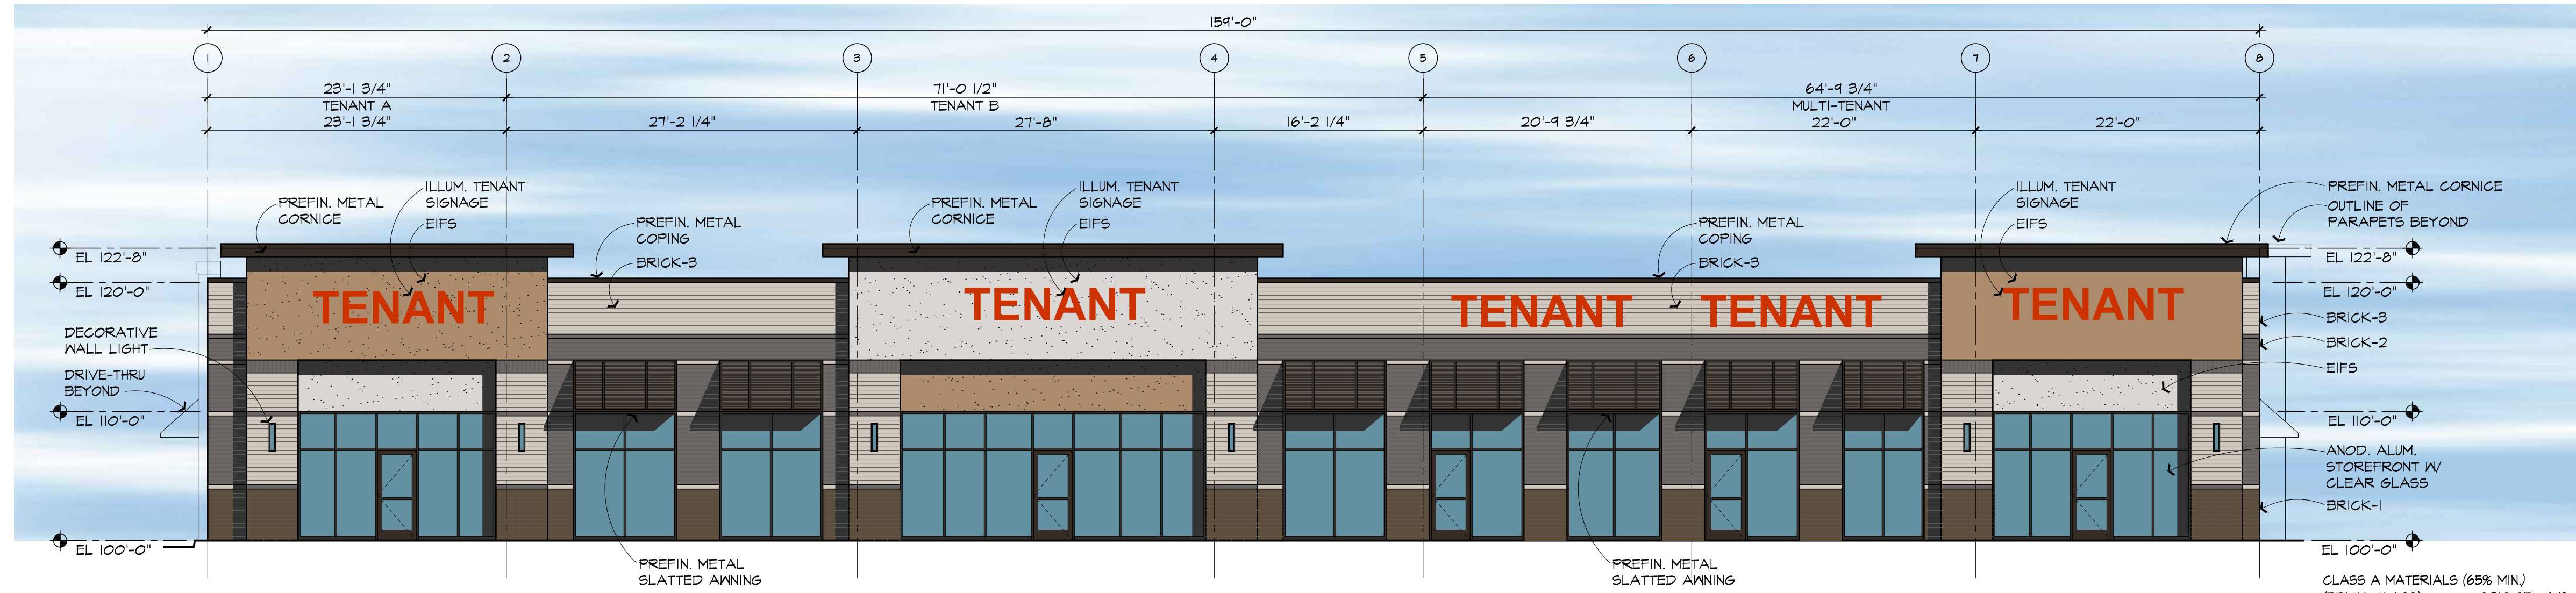 159'-0"
1 2 3 4 5 6 7 8
23'-1 3/4" 71'-0 1/2" 64'-9 3/4"
TENANT A TENANT B MULTI-TENANT
23'-1 3/4" 27'-2 1/4" 27'-8" 16'-2 1/4" 20'-9 3/4" 22'-0" 22'-0"
PREFIN. METAL
CORNICE
ILLUM. TENANT
SIGNAGE
EIFS
PREFIN. METAL
COPING
BRICK-3
PREFIN. METAL
CORNICE
ILLUM. TENANT
SIGNAGE
EIFS
PREFIN. METAL
COPING
BRICK-3
ILLUM. TENANT
SIGNAGE
EIFS
PREFIN. METAL CORNICE
OUTLINE OF
PARAPETS BEYOND
EL 122'-8"
EL 120'-0"
DECORATIVE
WALL LIGHT
DRIVE-THRU
BEYOND
EL 110'-0"
EL 100'-0"
TENANT
TENANT
TENANT
TENANT
TENANT
EL 122'-8"
EL 120'-0"
BRICK-3
BRICK-2
EIFS
EL 110'-0"
ANOD. ALUM.
STOREFRONT W/
CLEAR GLASS
BRICK-1
EL 100'-0"
PREFIN. METAL
SLATTED AWNING
PREFIN. METAL
SLATTED AWNING
CLASS A MATERIALS (65% MIN.)